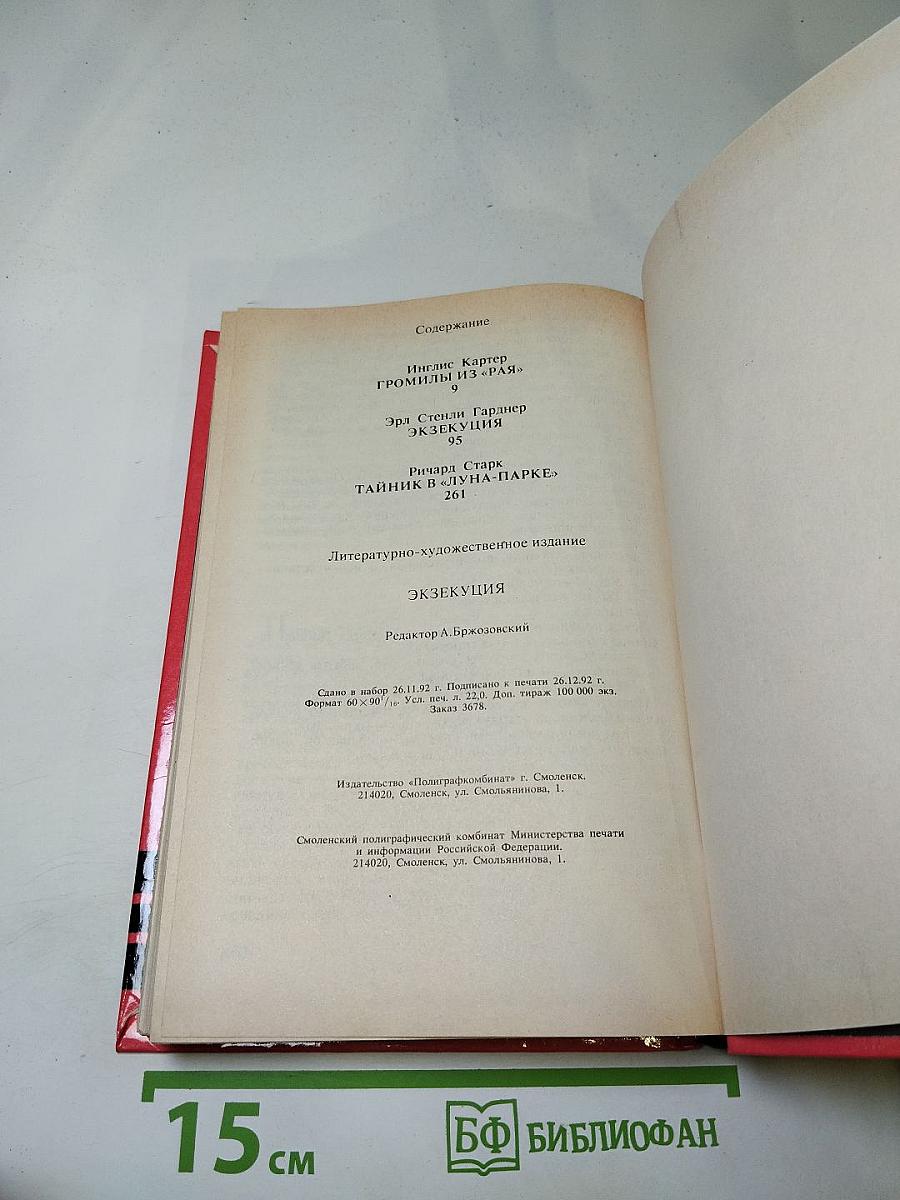 Содержание
Инглис Картер
ГРОМИЛЫ ИЗ «РАЯ»
9
Эрл Стенли Гарднер
ЭКЗЕКУЦИЯ
95
Ричард Старк
ТАЙНИК В «ЛУНА-ПАРКЕ»
261
Литературно-художественное издание
ЭКЗЕКУЦИЯ
Редактор А.Бржозовский
Сдано в набор 26.11.92 г. Подписано к печати 26.12.92 г.
Формат 60×90¹/₁₆. Усл. печ. л. 22,0. Доп. тираж 100 000 экз.
Заказ 3678.
Издательство «Полиграфкомбинат» г. Смоленск.
214020, Смоленск, ул. Смольянинова, 1.
Смоленский полиграфический комбинат Министерства печати
и информации Российской Федерации.
214020, Смоленск, ул. Смольянинова, 1.
15 см
БФ БИБЛИОФАН